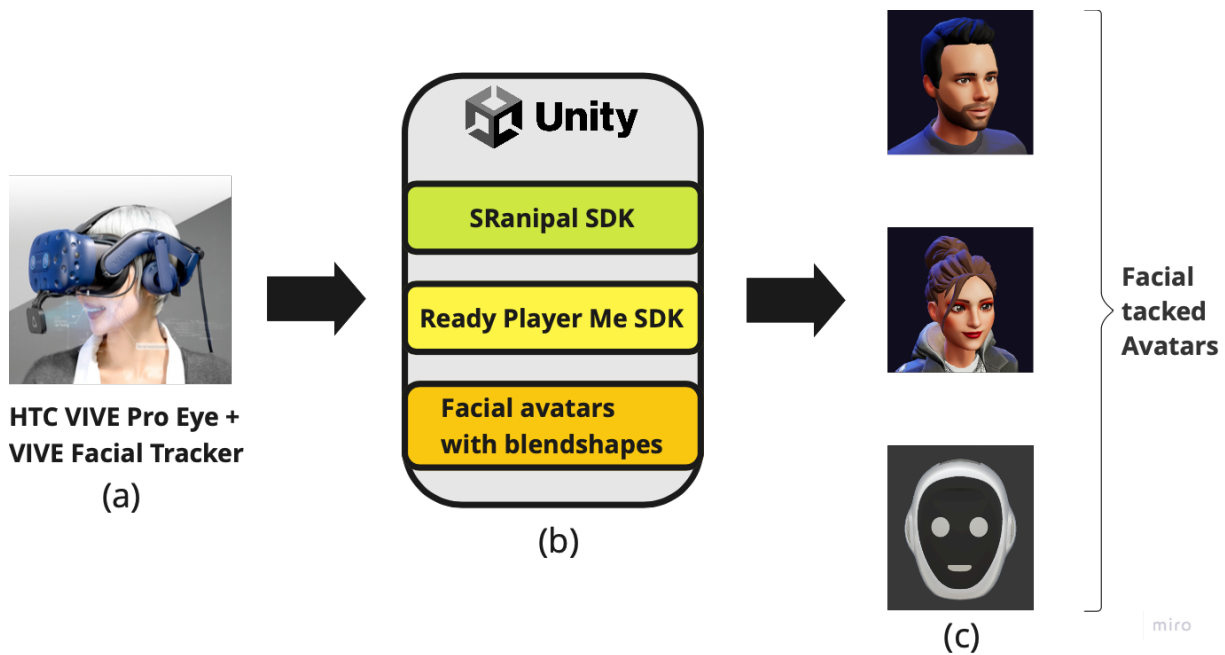 Unity
SRanipal SDK
Ready Player Me SDK
Facial avatars
with blendshapes
HTC VIVE Pro Eye +
VIVE Facial Tracker
(a)
(b)
(c)
Facial
tacked
Avatars
miro